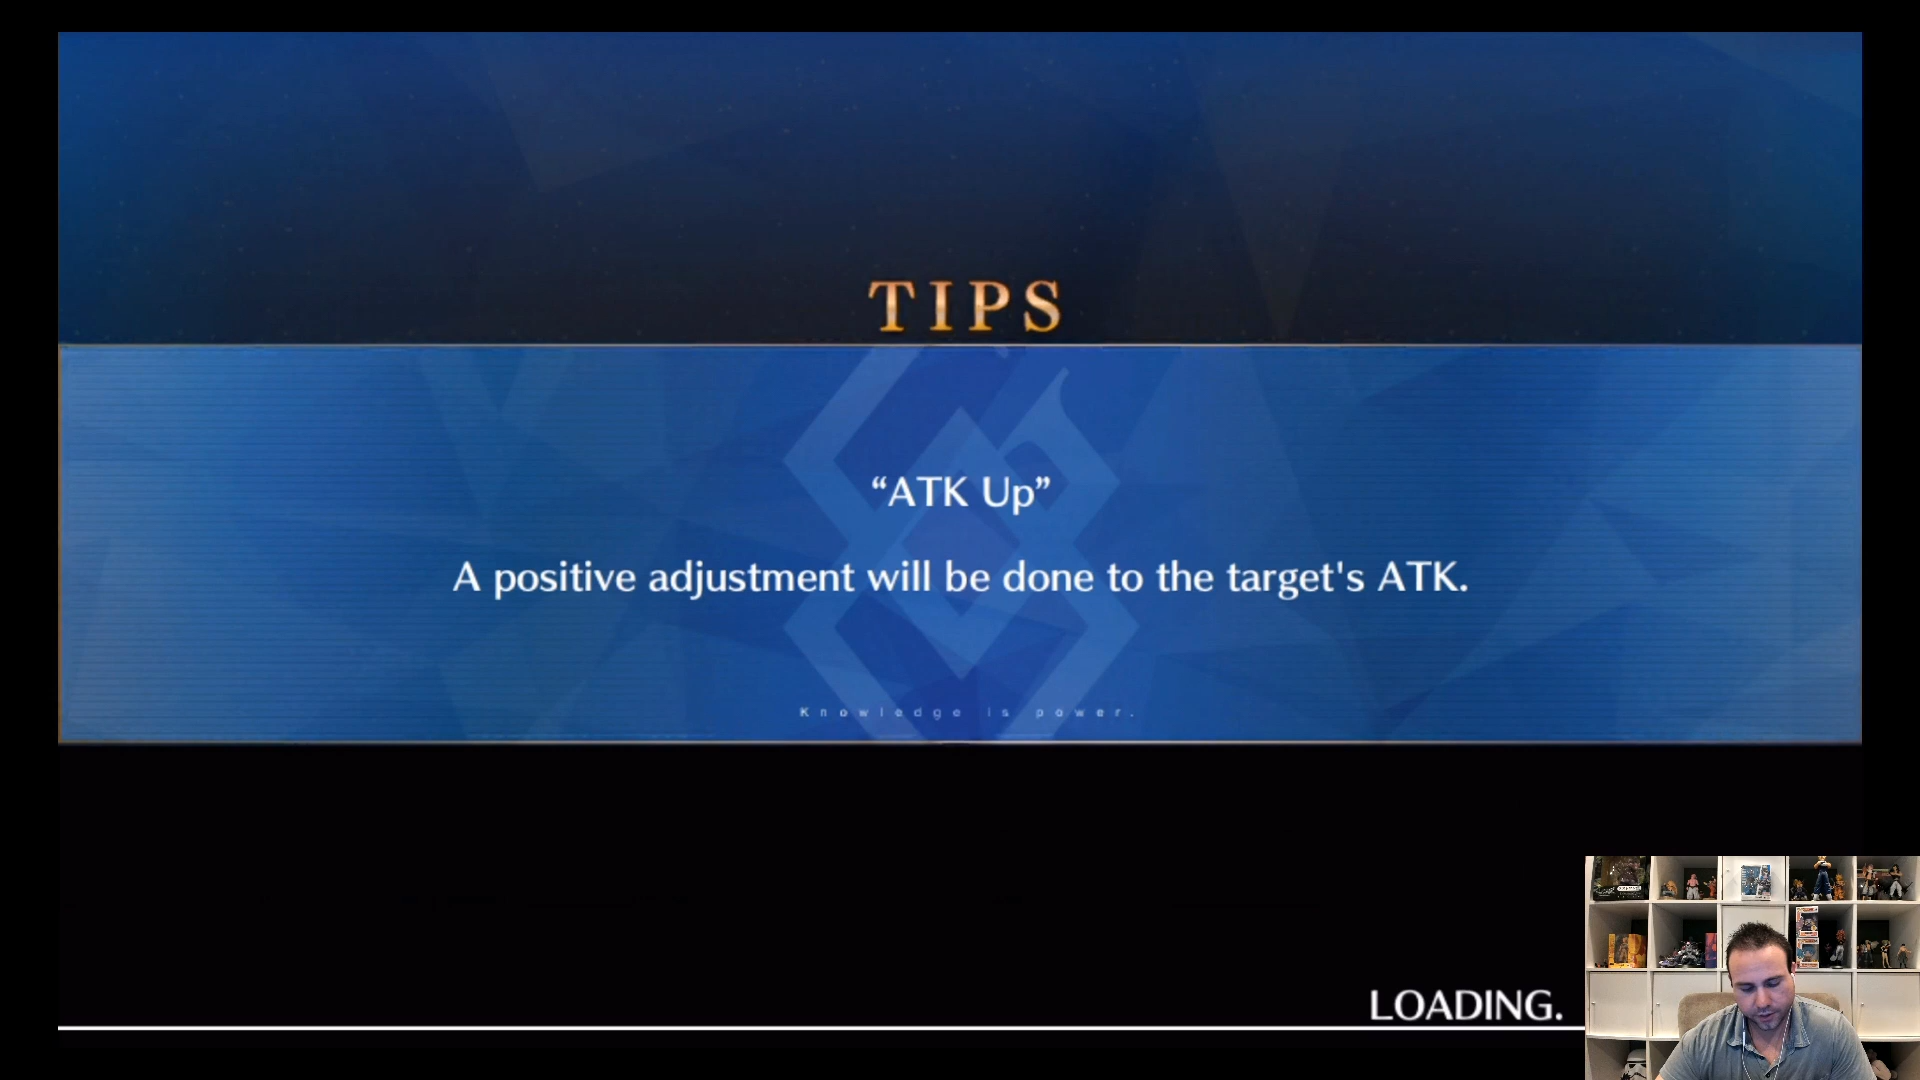 TIPS
“ATK Up”
A positive adjustment will be done to the target's ATK.
Knowledge is power.
LOADING.